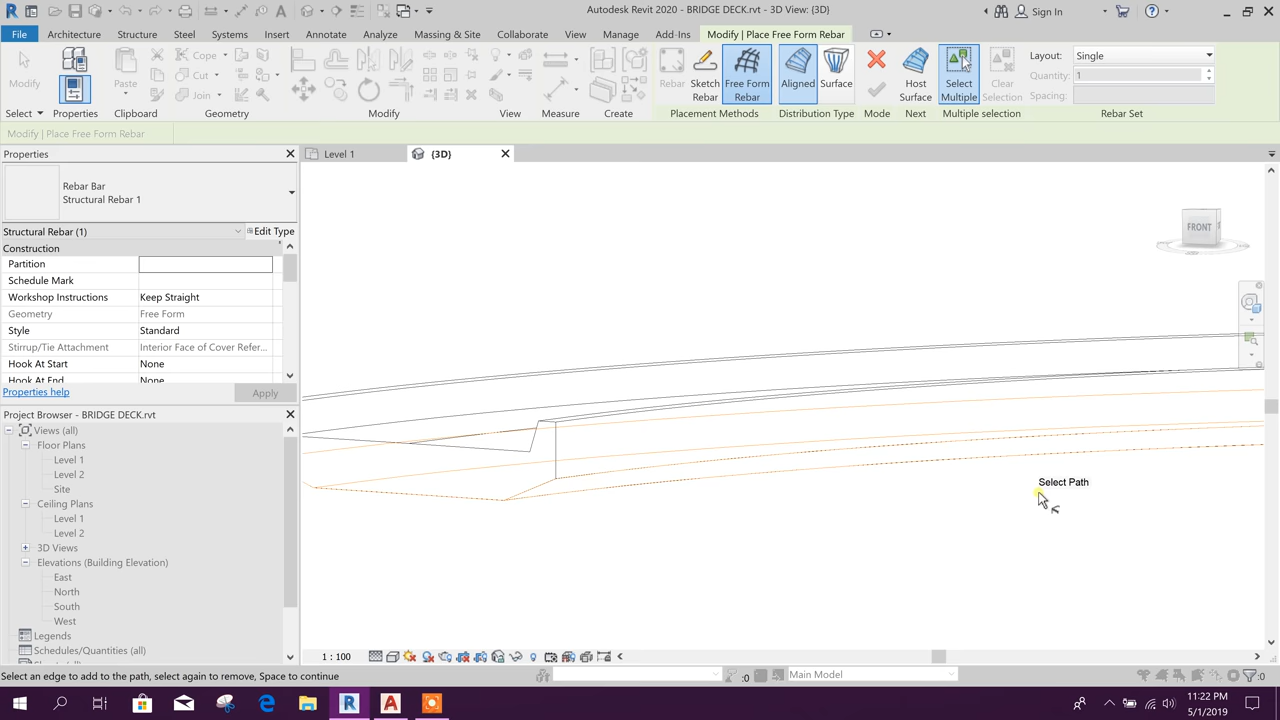 Autodesk Revit 2020 - BRIDGE DECK.rvt - 3D View: {3D}
Sign In
File Architecture Structure Steel Systems Insert Annotate Analyze Massing & Site Collaborate View Manage Add-Ins Modify | Place Free Form Rebar
Modify
Properties
Paste
Cope
Cut
Join
Rebar
Sketch Rebar
Free Form Rebar
Aligned
Surface
Host Surface
Select Multiple
Clear Selection
Layout: Single
Quantity: 1
Spacing:
Select Properties Clipboard Geometry Modify View Measure Create Placement Methods Distribution Type Mode Next Multiple selection Rebar Set
Modify | Place Free Form Rebar
Properties
Level 1
{3D}
Rebar Bar
Structural Rebar 1
Structural Rebar (1)
Edit Type
Construction
Partition
Schedule Mark
Workshop Instructions Keep Straight
Geometry Free Form
Style Standard
Stirrup/Tie Attachment Interior Face of Cover Refer...
Hook At Start None
Hook At End None
Properties help
Apply
Project Browser - BRIDGE DECK.rvt
Views (all)
Floor Plans
Level 1
Level 2
Site
Ceiling Plans
Level 1
Level 2
3D Views
Elevations (Building Elevation)
East
North
South
West
Legends
Schedules/Quantities (all)
FRONT
Select Path
1 : 100
Select an edge to add to the path, select again to remove, Space to continue
:0
Main Model
:0
11:22 PM
5/1/2019